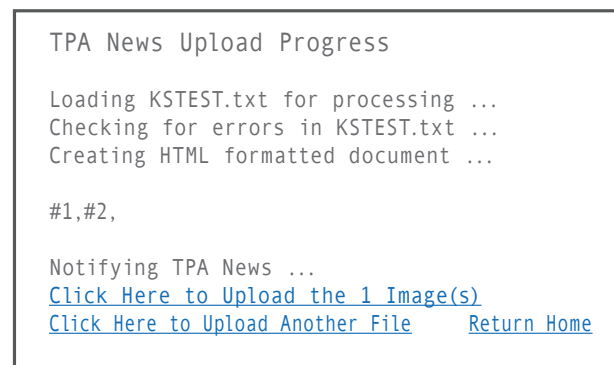 TPA News Upload Progress
Loading KSTEST.txt for processing ...
Checking for errors in KSTEST.txt ...
Creating HTML formatted document ...
#1,#2,
Notifying TPA News ...
Click Here to Upload the 1 Image(s)
Click Here to Upload Another File Return Home